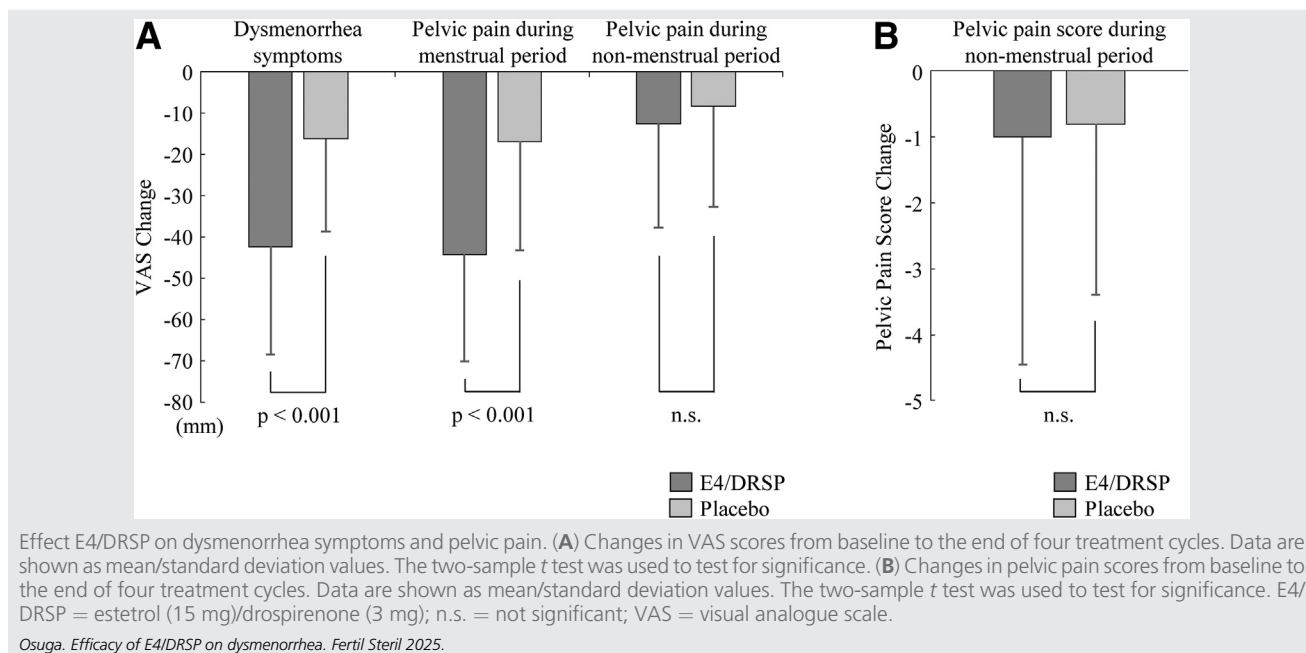 A
Dysmenorrhea
symptoms
Pelvic pain during
menstrual period
Pelvic pain during
non-menstrual period
0
-10
-20
-30
-40
-50
-60
-70
-80
(mm)
VAS Change
p < 0.001
p < 0.001
n.s.
E4/DRSP
Placebo
B
Pelvic pain score during
non-menstrual period
0
-1
-2
-3
-4
-5
Pelvic Pain Score Change
n.s.
E4/DRSP
Placebo
Effect E4/DRSP on dysmenorrhea symptoms and pelvic pain. (A) Changes in VAS scores from baseline to the end of four treatment cycles. Data are
shown as mean/standard deviation values. The two-sample t test was used to test for significance. (B) Changes in pelvic pain scores from baseline to
the end of four treatment cycles. Data are shown as mean/standard deviation values. The two-sample t test was used to test for significance. E4/
DRSP = estetrol (15 mg)/drospirenone (3 mg); n.s. = not significant; VAS = visual analogue scale.
Osuga. Efficacy of E4/DRSP on dysmenorrhea. Fertil Steril 2025.